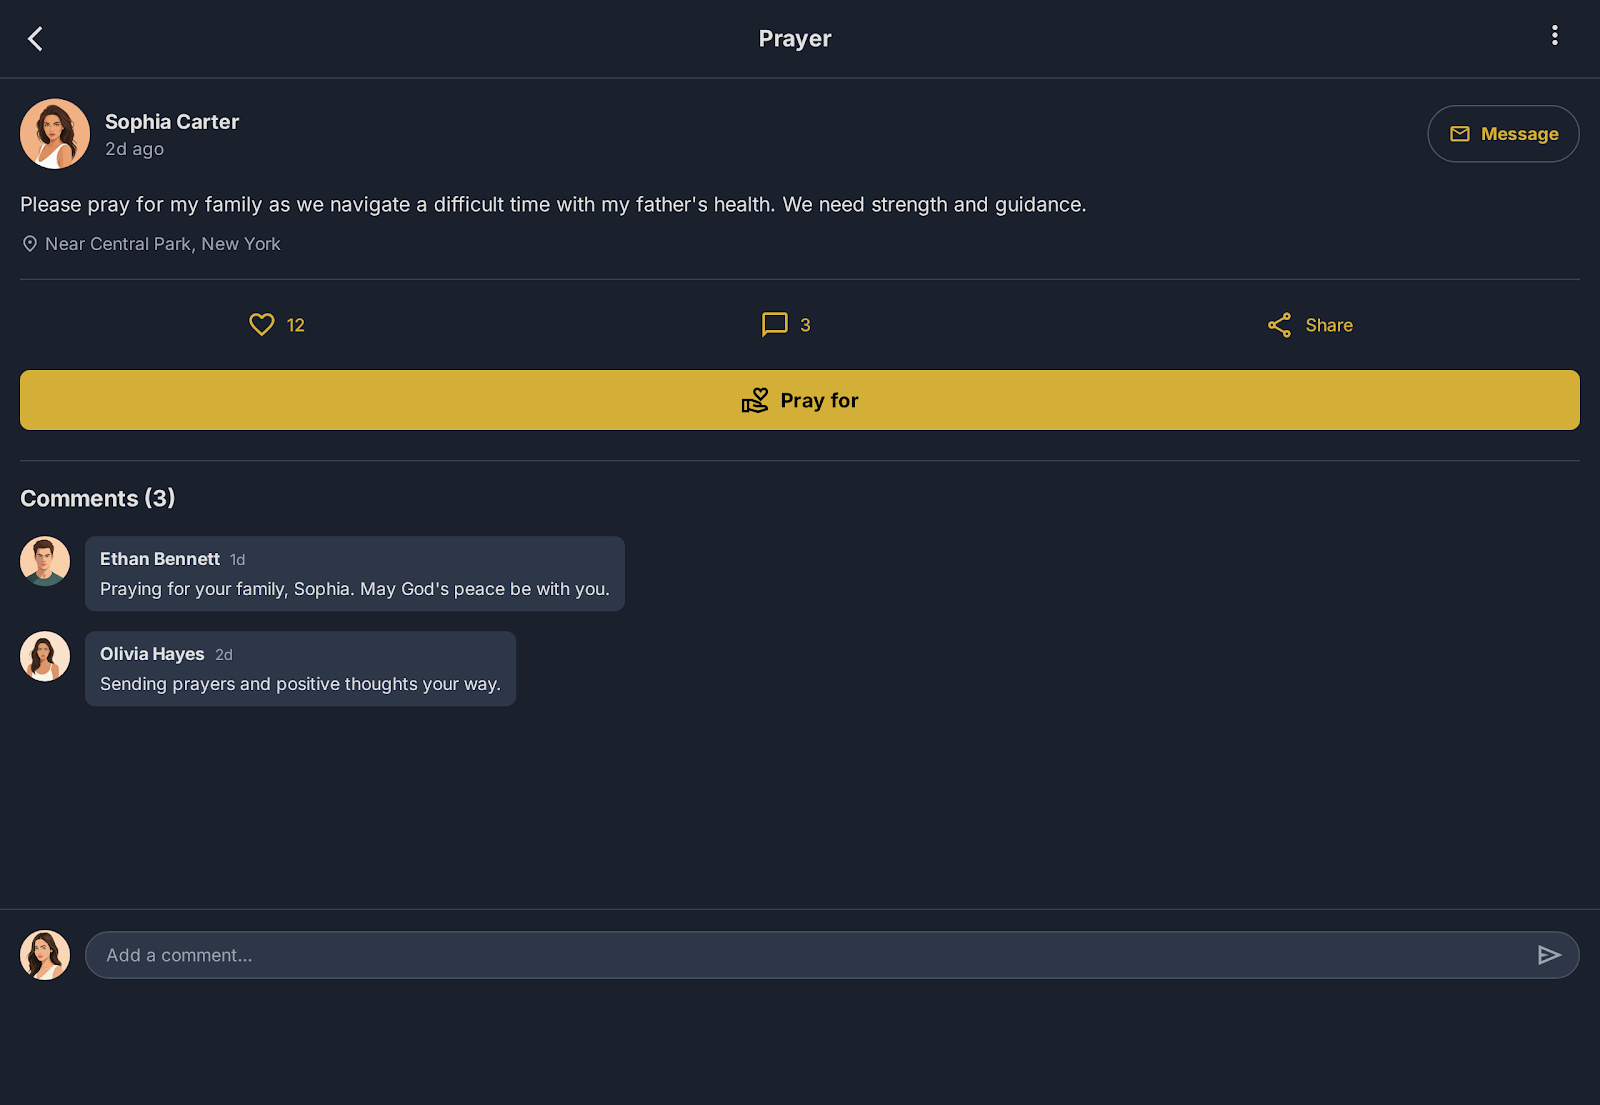 Prayer
Sophia Carter
2d ago
Message
Please pray for my family as we navigate a difficult time with my father's health. We need strength and guidance.
Near Central Park, New York
12
3
Share
Pray for
Comments (3)
Ethan Bennett 1d
Praying for your family, Sophia. May God's peace be with you.
Olivia Hayes 2d
Sending prayers and positive thoughts your way.
Add a comment...